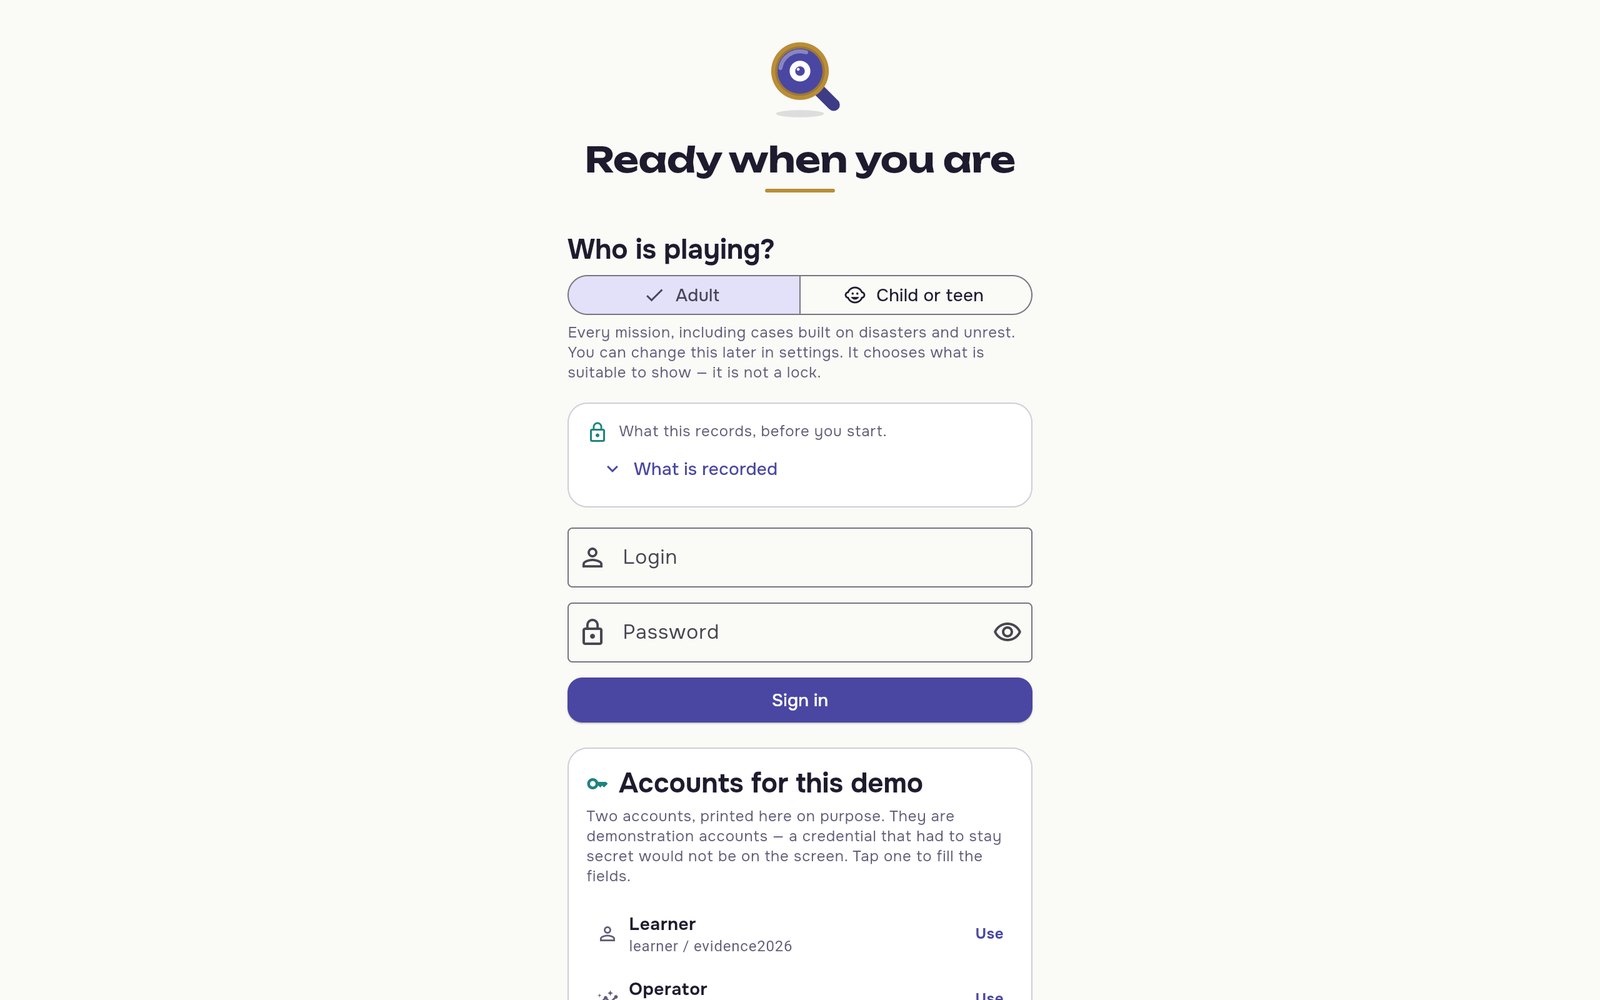 Ready when you are
Who is playing?
Adult
Child or teen
Every mission, including cases built on disasters and unrest.
You can change this later in settings. It chooses what is
suitable to show — it is not a lock.
What this records, before you start.
What is recorded
Login
Password
Sign in
Accounts for this demo
Two accounts, printed here on purpose. They are
demonstration accounts — a credential that had to stay
secret would not be on the screen. Tap one to fill the
fields.
Learner
learner / evidence2026
Use
Operator
Use